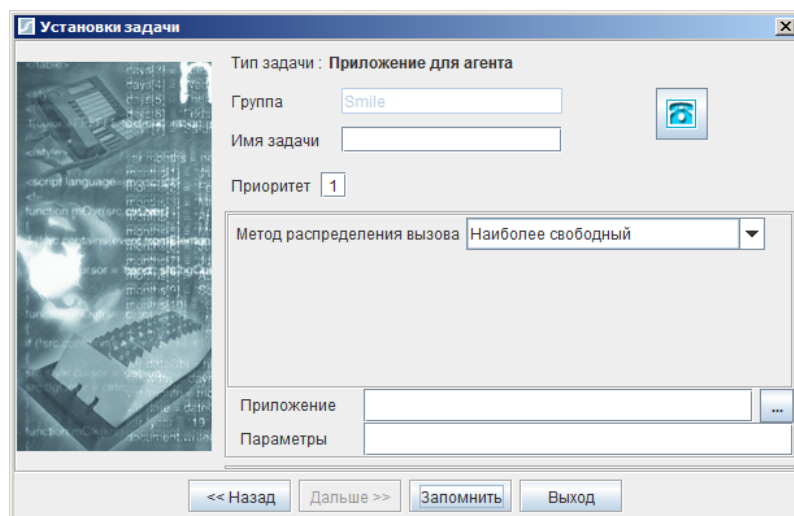 Установки задачи
Тип задачи : Приложение для агента
Группа Smile
Имя задачи
Приоритет 1
Метод распределения вызова Наиболее свободный
Приложение ...
Параметры
<< Назад Дальше >> Запомнить Выход